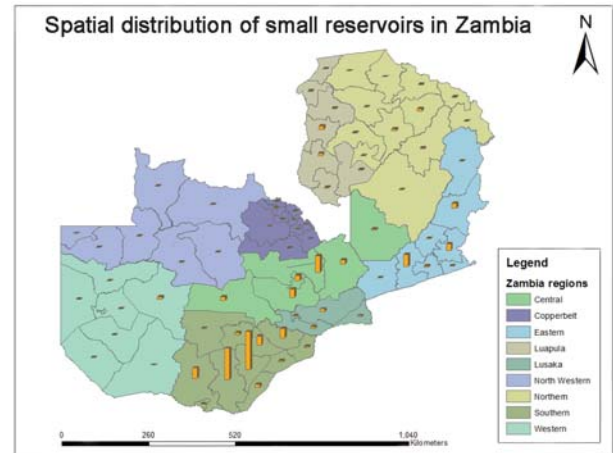 Spatial distribution of small reservoirs in Zambia
N
Legend
Zambia regions
Central
Copperbelt
Eastern
Luapula
Lusaka
North Western
Northern
Southern
Western
0 260 520 1,040
Kilometers